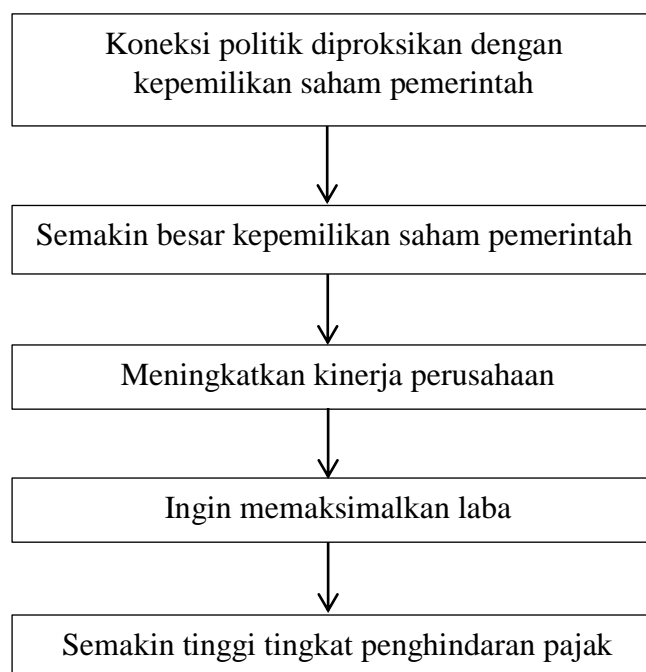 Koneksi politik diproksikan dengan
kepemilikan saham pemerintah
Semakin besar kepemilikan saham pemerintah
Meningkatkan kinerja perusahaan
Ingin memaksimalkan laba
Semakin tinggi tingkat penghindaran pajak